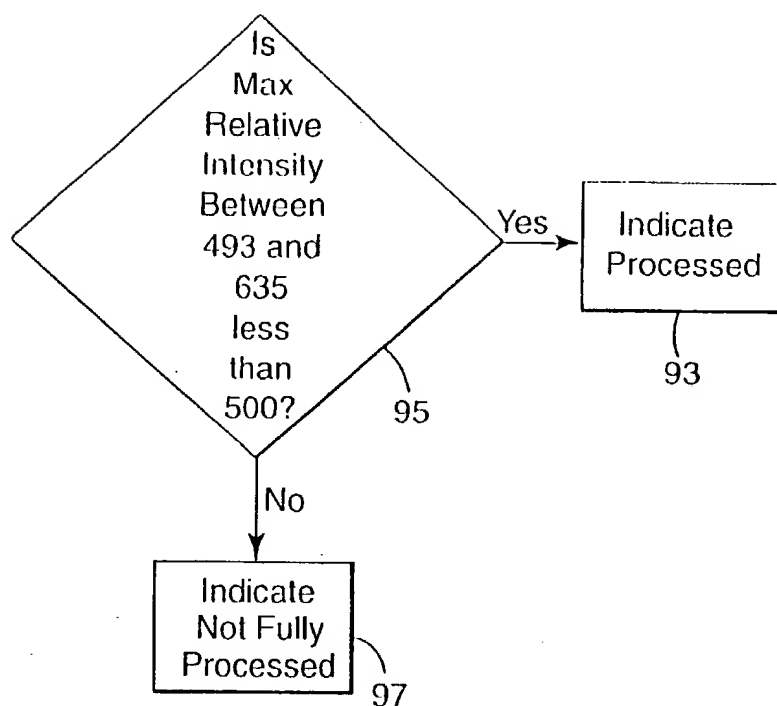 Is
Max
Relative
Intensity
Between
493 and
635
less
than
500?
Yes
Indicate
Processed
93
95
No
Indicate
Not Fully
Processed
97